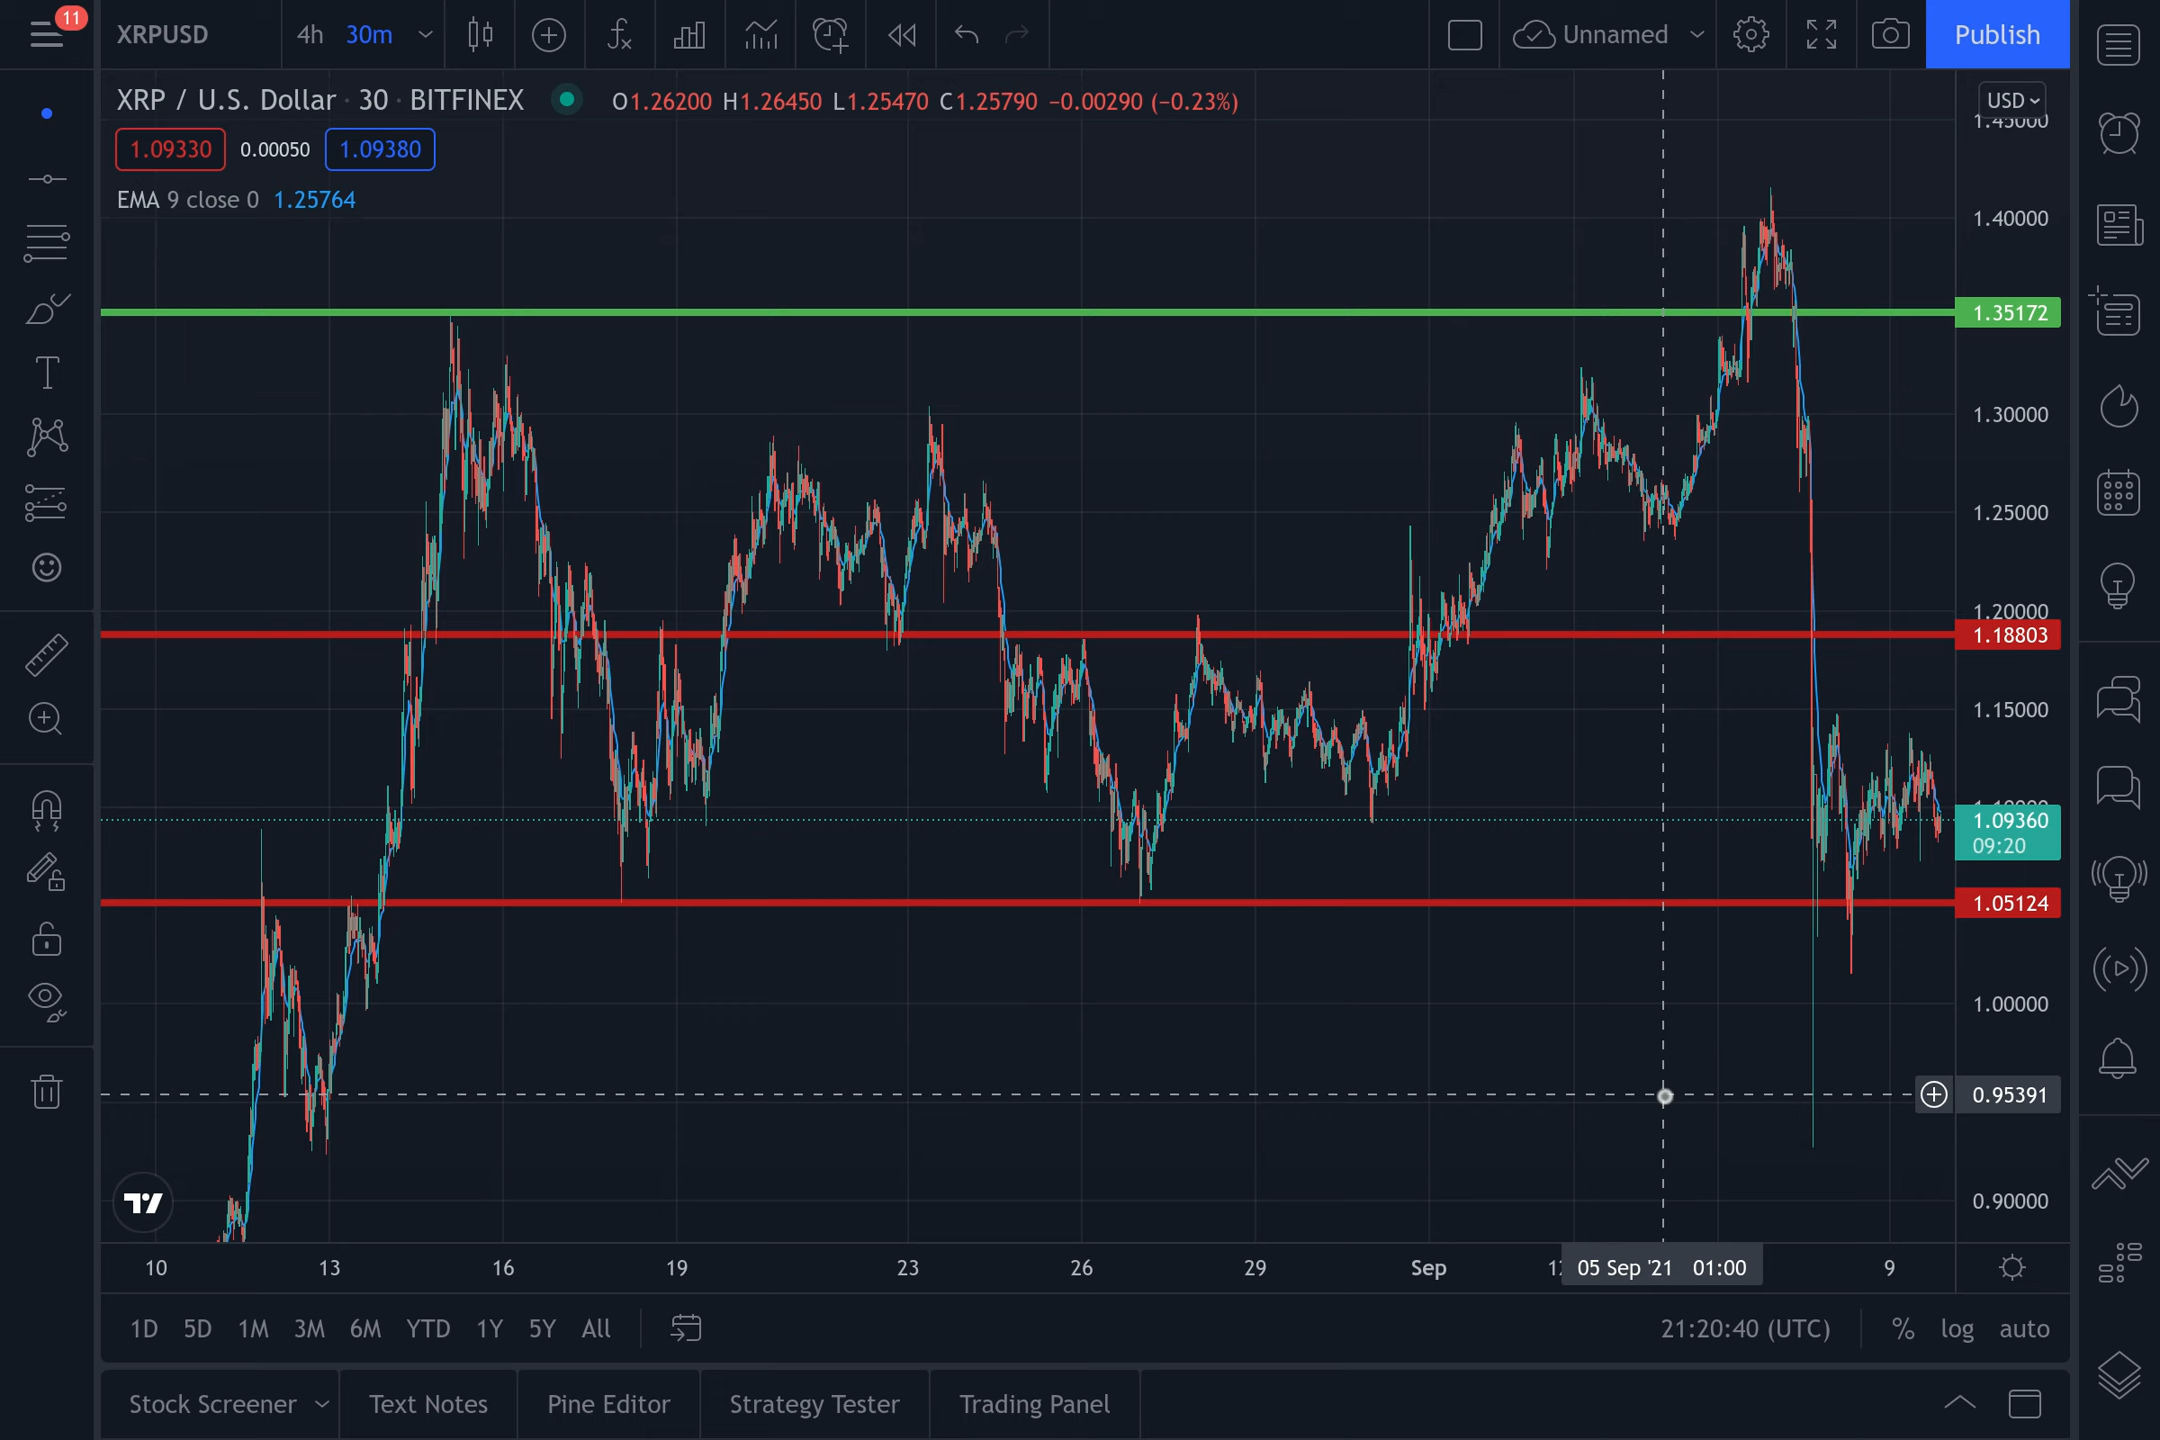 11
XRPUSD 4h 30m Unnamed Publish
XRP / U.S. Dollar · 30 · BITFINEX O1.26200 H1.26450 L1.25470 C1.25790 −0.00290 (−0.23%)
USD
1.45000
1.09330 0.00050 1.09380
EMA 9 close 0 1.25764
1.40000
1.35172
1.30000
1.25000
1.20000
1.18803
1.15000
1.09360
09:20
1.05124
1.00000
0.95391
0.90000
10 13 16 19 23 26 29 Sep 05 Sep '21 01:00 9
1D 5D 1M 3M 6M YTD 1Y 5Y All 21:20:40 (UTC) % log auto
Stock Screener Text Notes Pine Editor Strategy Tester Trading Panel